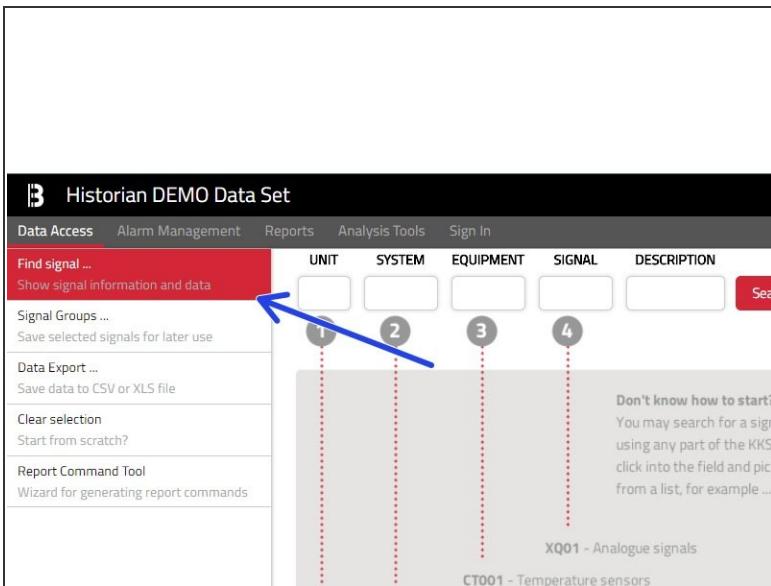 Historian DEMO Data Set
Data Access Alarm Management Reports Analysis Tools Sign In
Find signal ...
Show signal information and data
Signal Groups ...
Save selected signals for later use
Data Export ...
Save data to CSV or XLS file
Clear selection
Start from scratch?
Report Command Tool
Wizard for generating report commands
UNIT SYSTEM EQUIPMENT SIGNAL DESCRIPTION
Sea
1 2 3 4
Don't know how to start?
You may search for a sign
using any part of the KKS
click into the field and pic
from a list, for example ...
XQ01 - Analogue signals
CT001 - Temperature sensors